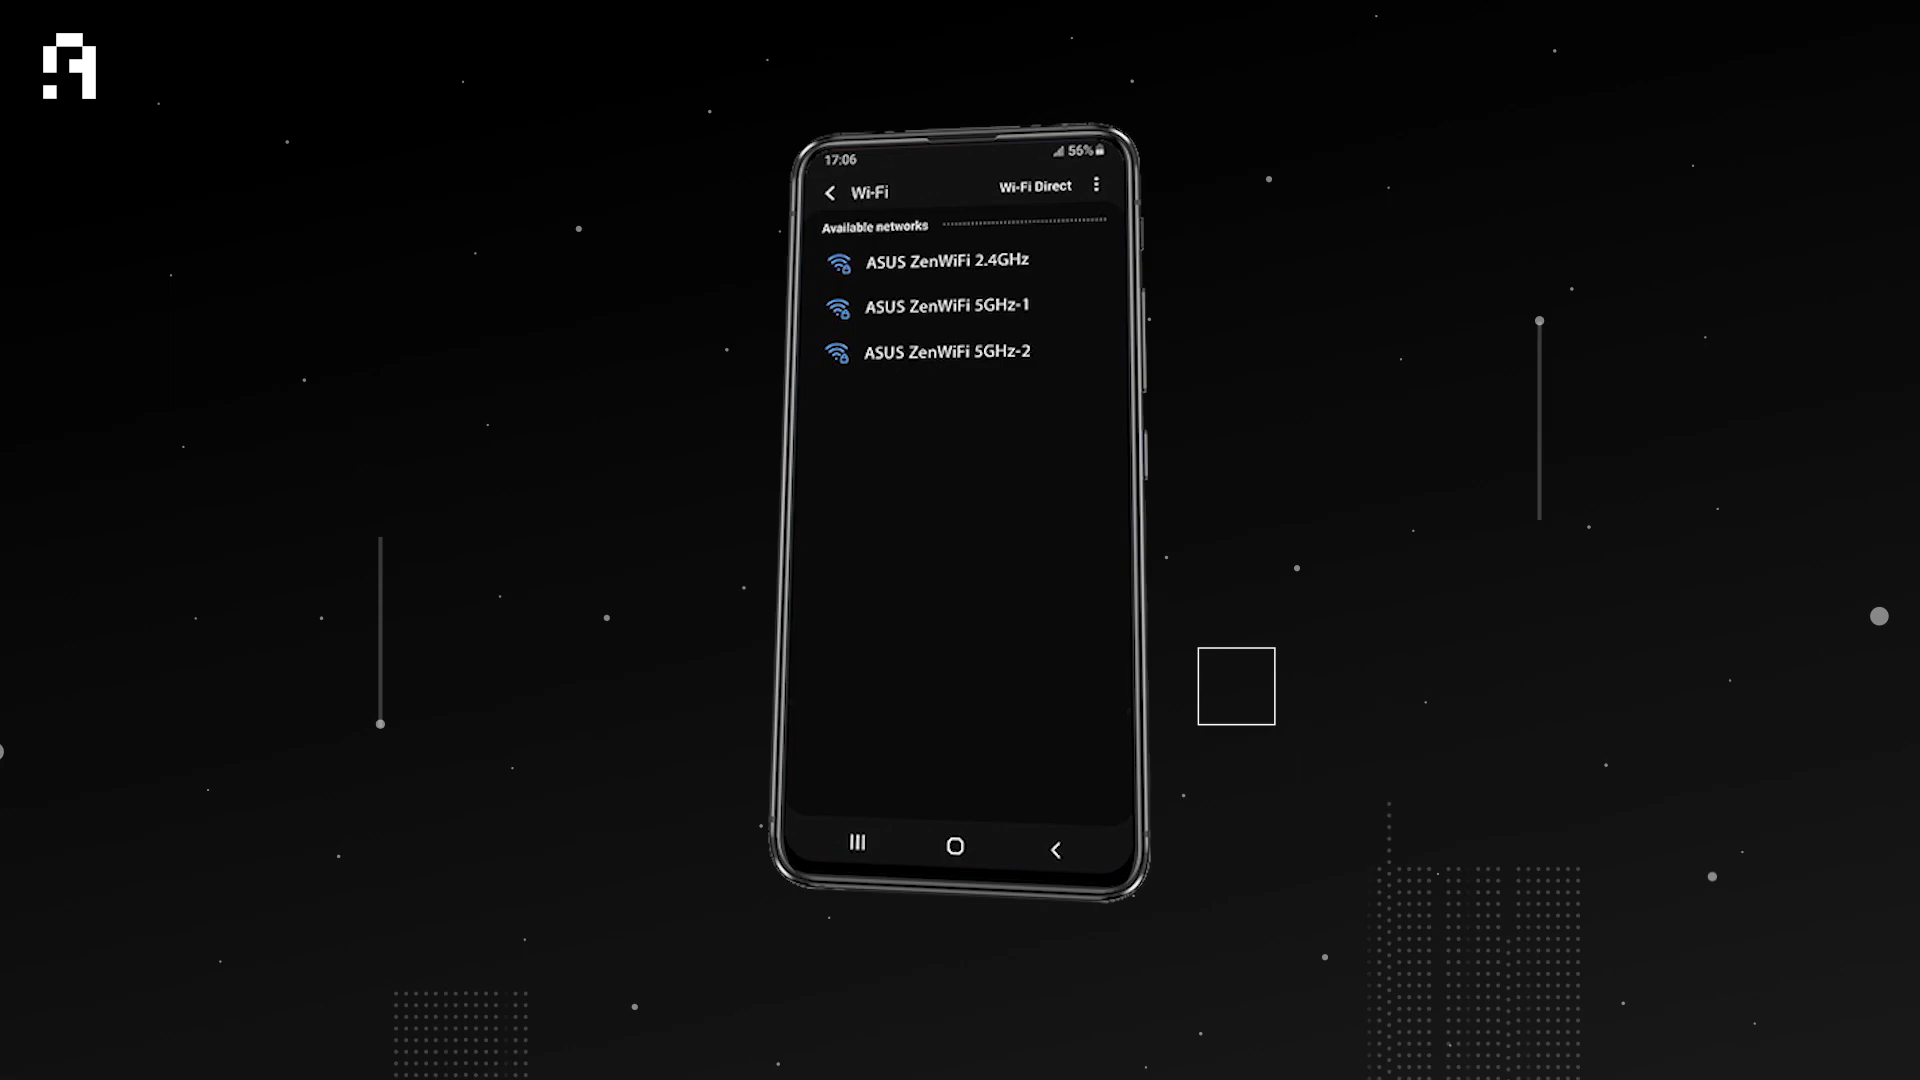 17:06
56%
Wi-Fi
Wi-Fi Direct
Available networks
ASUS ZenWiFi 2.4GHz
ASUS ZenWiFi 5GHz-1
ASUS ZenWiFi 5GHz-2